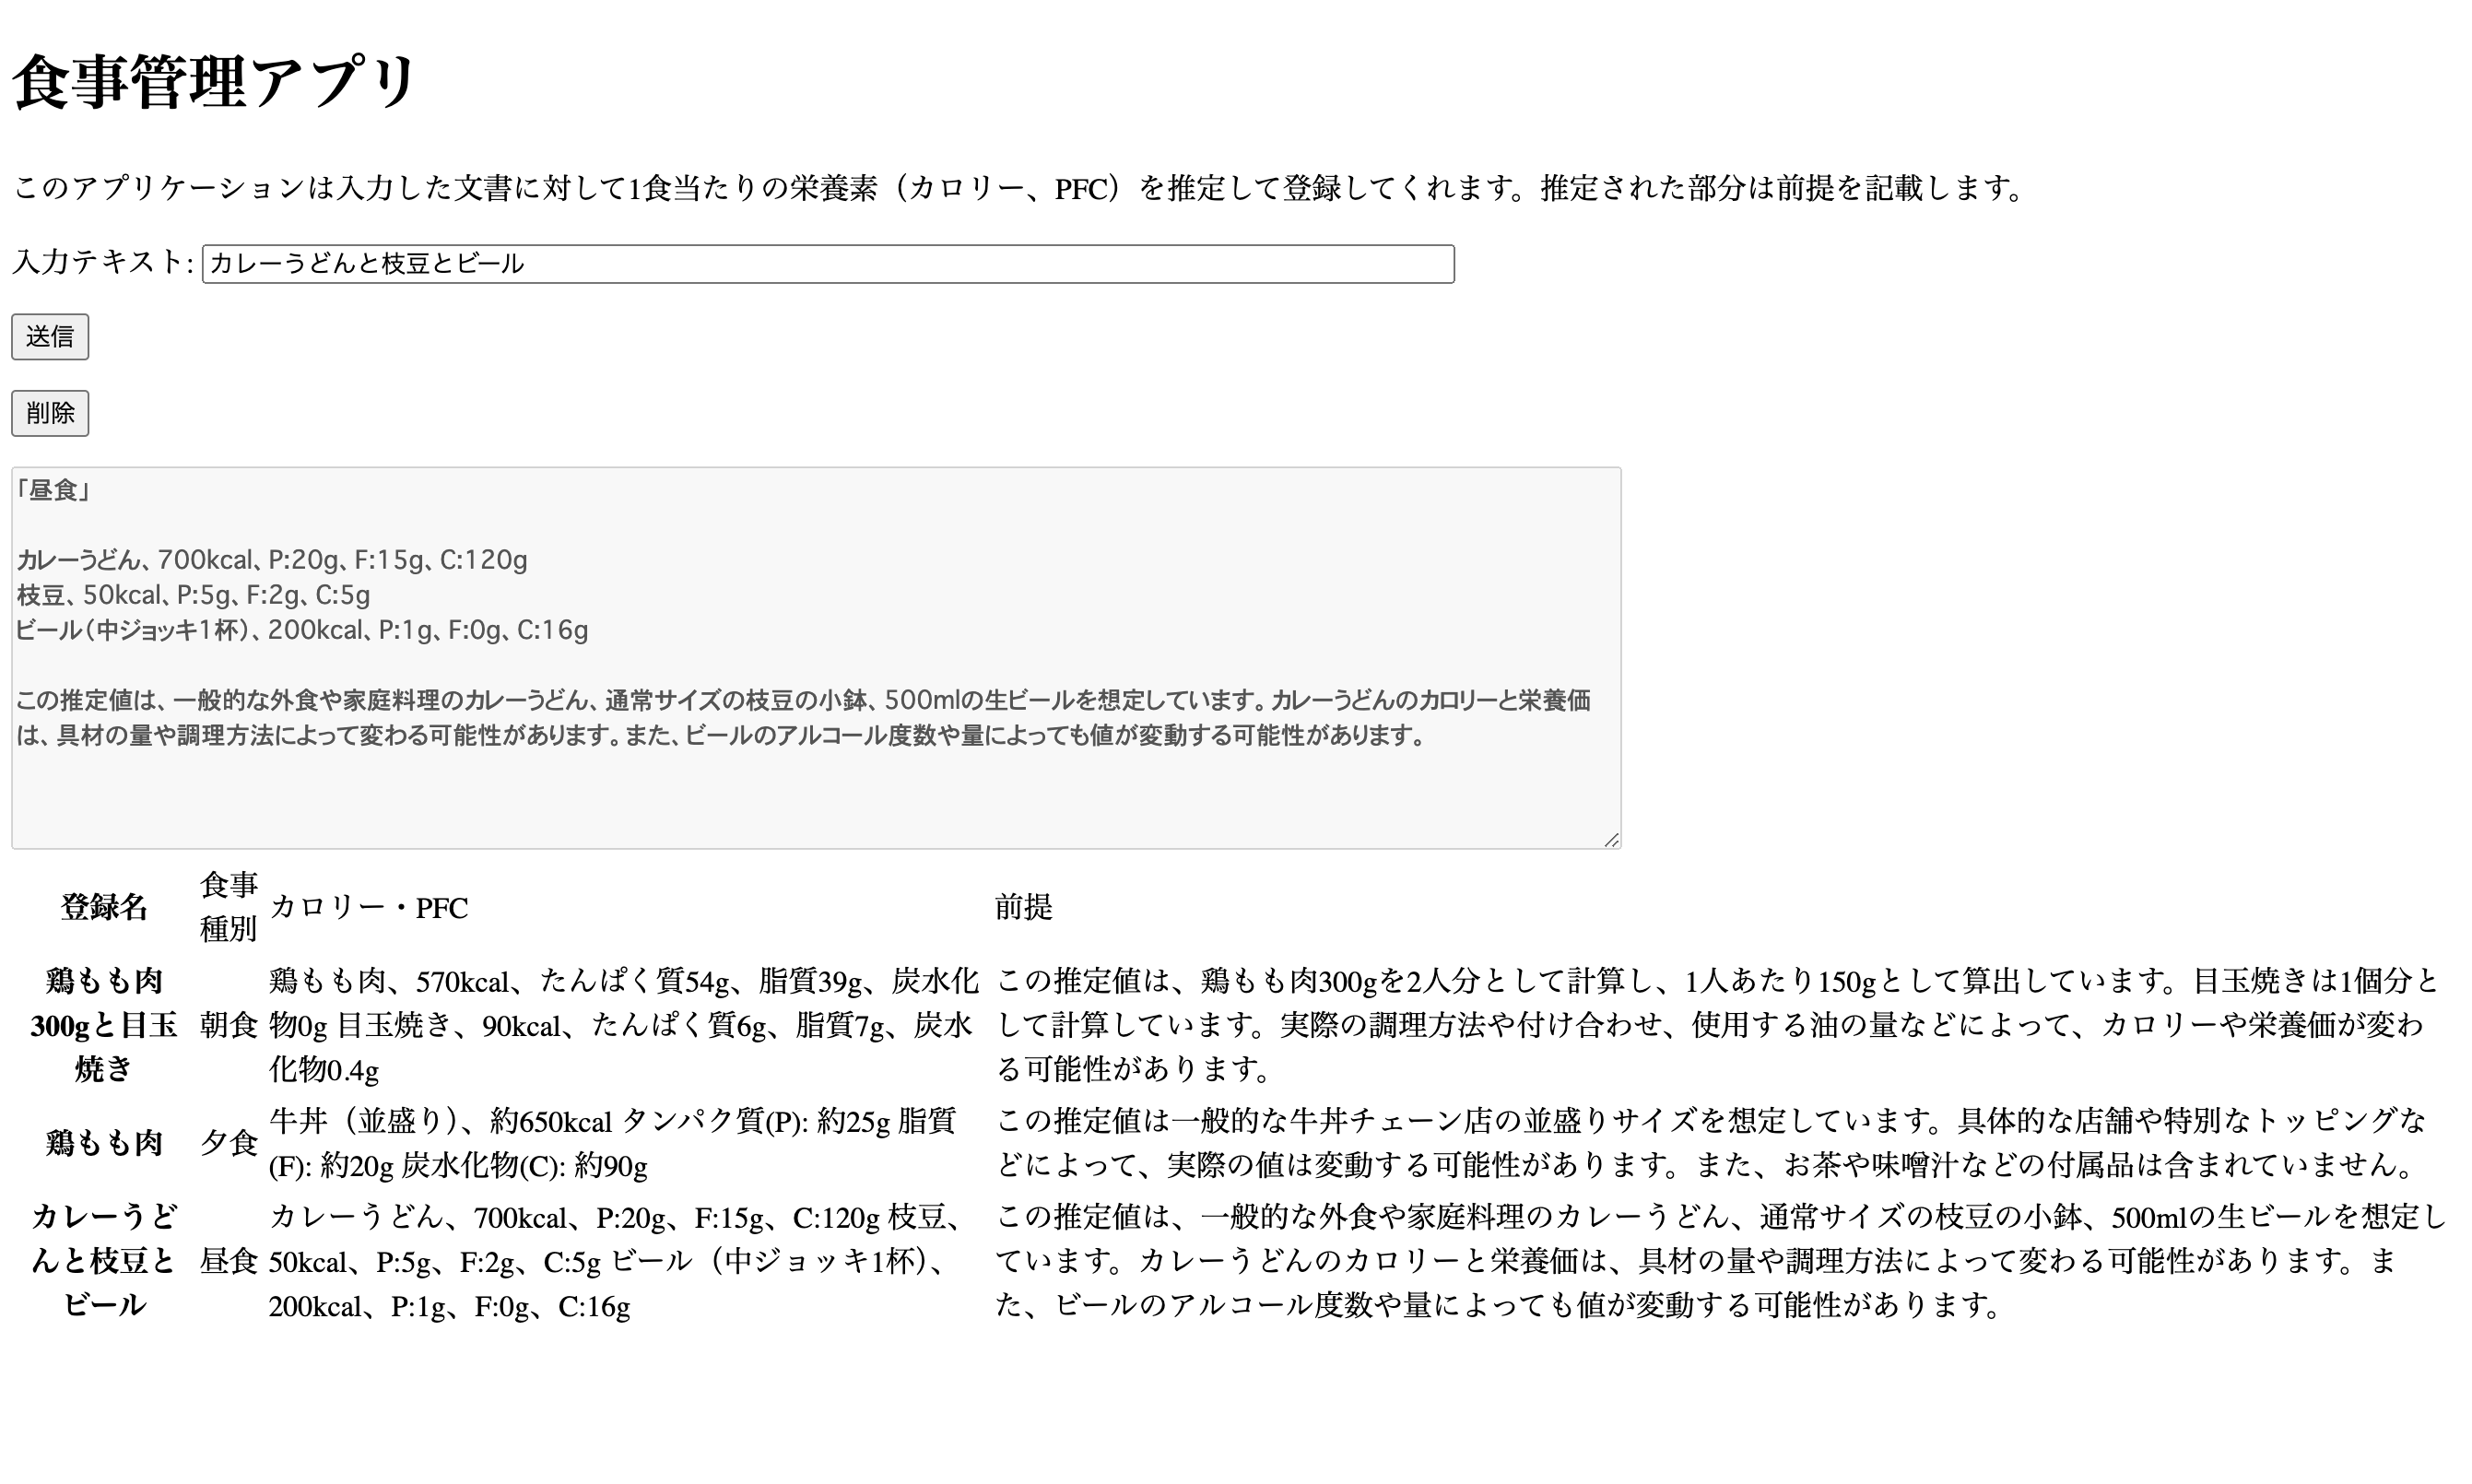 食事管理アプリ
このアプリケーションは入力した文書に対して1食当たりの栄養素（カロリー、PFC）を推定して登録してくれます。推定された部分は前提を記載します。
入力テキスト: カレーうどんと枝豆とビール
送信
削除
「昼食」
カレーうどん、700kcal、P:20g、F:15g、C:120g
枝豆、50kcal、P:5g、F:2g、C:5g
ビール（中ジョッキ1杯）、200kcal、P:1g、F:0g、C:16g
この推定値は、一般的な外食や家庭料理のカレーうどん、通常サイズの枝豆の小鉢、500mlの生ビールを想定しています。カレーうどんのカロリーと栄養価
は、具材の量や調理方法によって変わる可能性があります。また、ビールのアルコール度数や量によっても値が変動する可能性があります。
登録名
食事
種別
カロリー・PFC
前提
鶏もも肉
300gと目玉
焼き
朝食
鶏もも肉、570kcal、たんぱく質54g、脂質39g、炭水化
物0g 目玉焼き、90kcal、たんぱく質6g、脂質7g、炭水
化物0.4g
この推定値は、鶏もも肉300gを2人分として計算し、1人あたり150gとして算出しています。目玉焼きは1個分と
して計算しています。実際の調理方法や付け合わせ、使用する油の量などによって、カロリーや栄養価が変わ
る可能性があります。
鶏もも肉
夕食
牛丼（並盛り）、約650kcal タンパク質(P): 約25g 脂質
(F): 約20g 炭水化物(C): 約90g
この推定値は一般的な牛丼チェーン店の並盛りサイズを想定しています。具体的な店舗や特別なトッピングな
どによって、実際の値は変動する可能性があります。また、お茶や味噌汁などの付属品は含まれていません。
カレーうど
んと枝豆と
ビール
昼食
カレーうどん、700kcal、P:20g、F:15g、C:120g 枝豆、
50kcal、P:5g、F:2g、C:5g ビール（中ジョッキ1杯）、
200kcal、P:1g、F:0g、C:16g
この推定値は、一般的な外食や家庭料理のカレーうどん、通常サイズの枝豆の小鉢、500mlの生ビールを想定し
ています。カレーうどんのカロリーと栄養価は、具材の量や調理方法によって変わる可能性があります。ま
た、ビールのアルコール度数や量によっても値が変動する可能性があります。